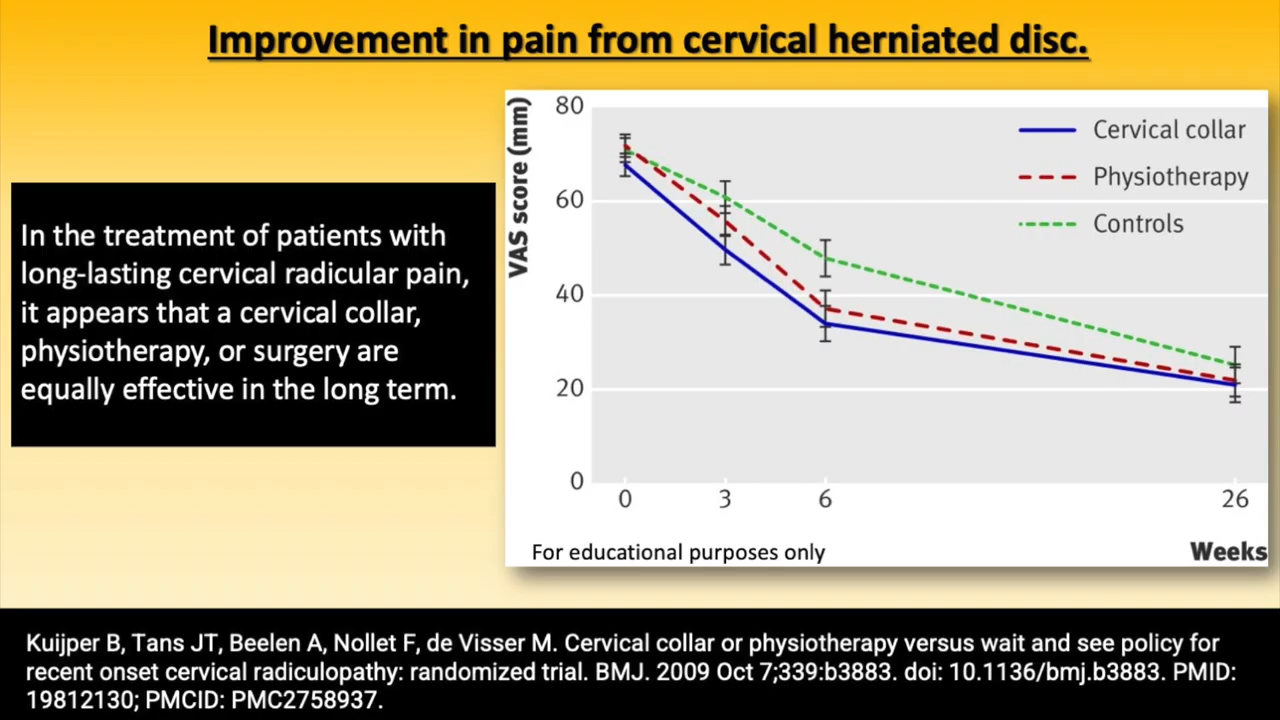 Improvement in pain from cervical herniated disc.
In the treatment of patients with
long-lasting cervical radicular pain,
it appears that a cervical collar,
physiotherapy, or surgery are
equally effective in the long term.
VAS score (mm)
80
60
40
20
0
Cervical collar
Physiotherapy
Controls
0 3 6 26
For educational purposes only
Weeks
Kuijper B, Tans JT, Beelen A, Nollet F, de Visser M. Cervical collar or physiotherapy versus wait and see policy for
recent onset cervical radiculopathy: randomized trial. BMJ. 2009 Oct 7;339:b3883. doi: 10.1136/bmj.b3883. PMID:
19812130; PMCID: PMC2758937.